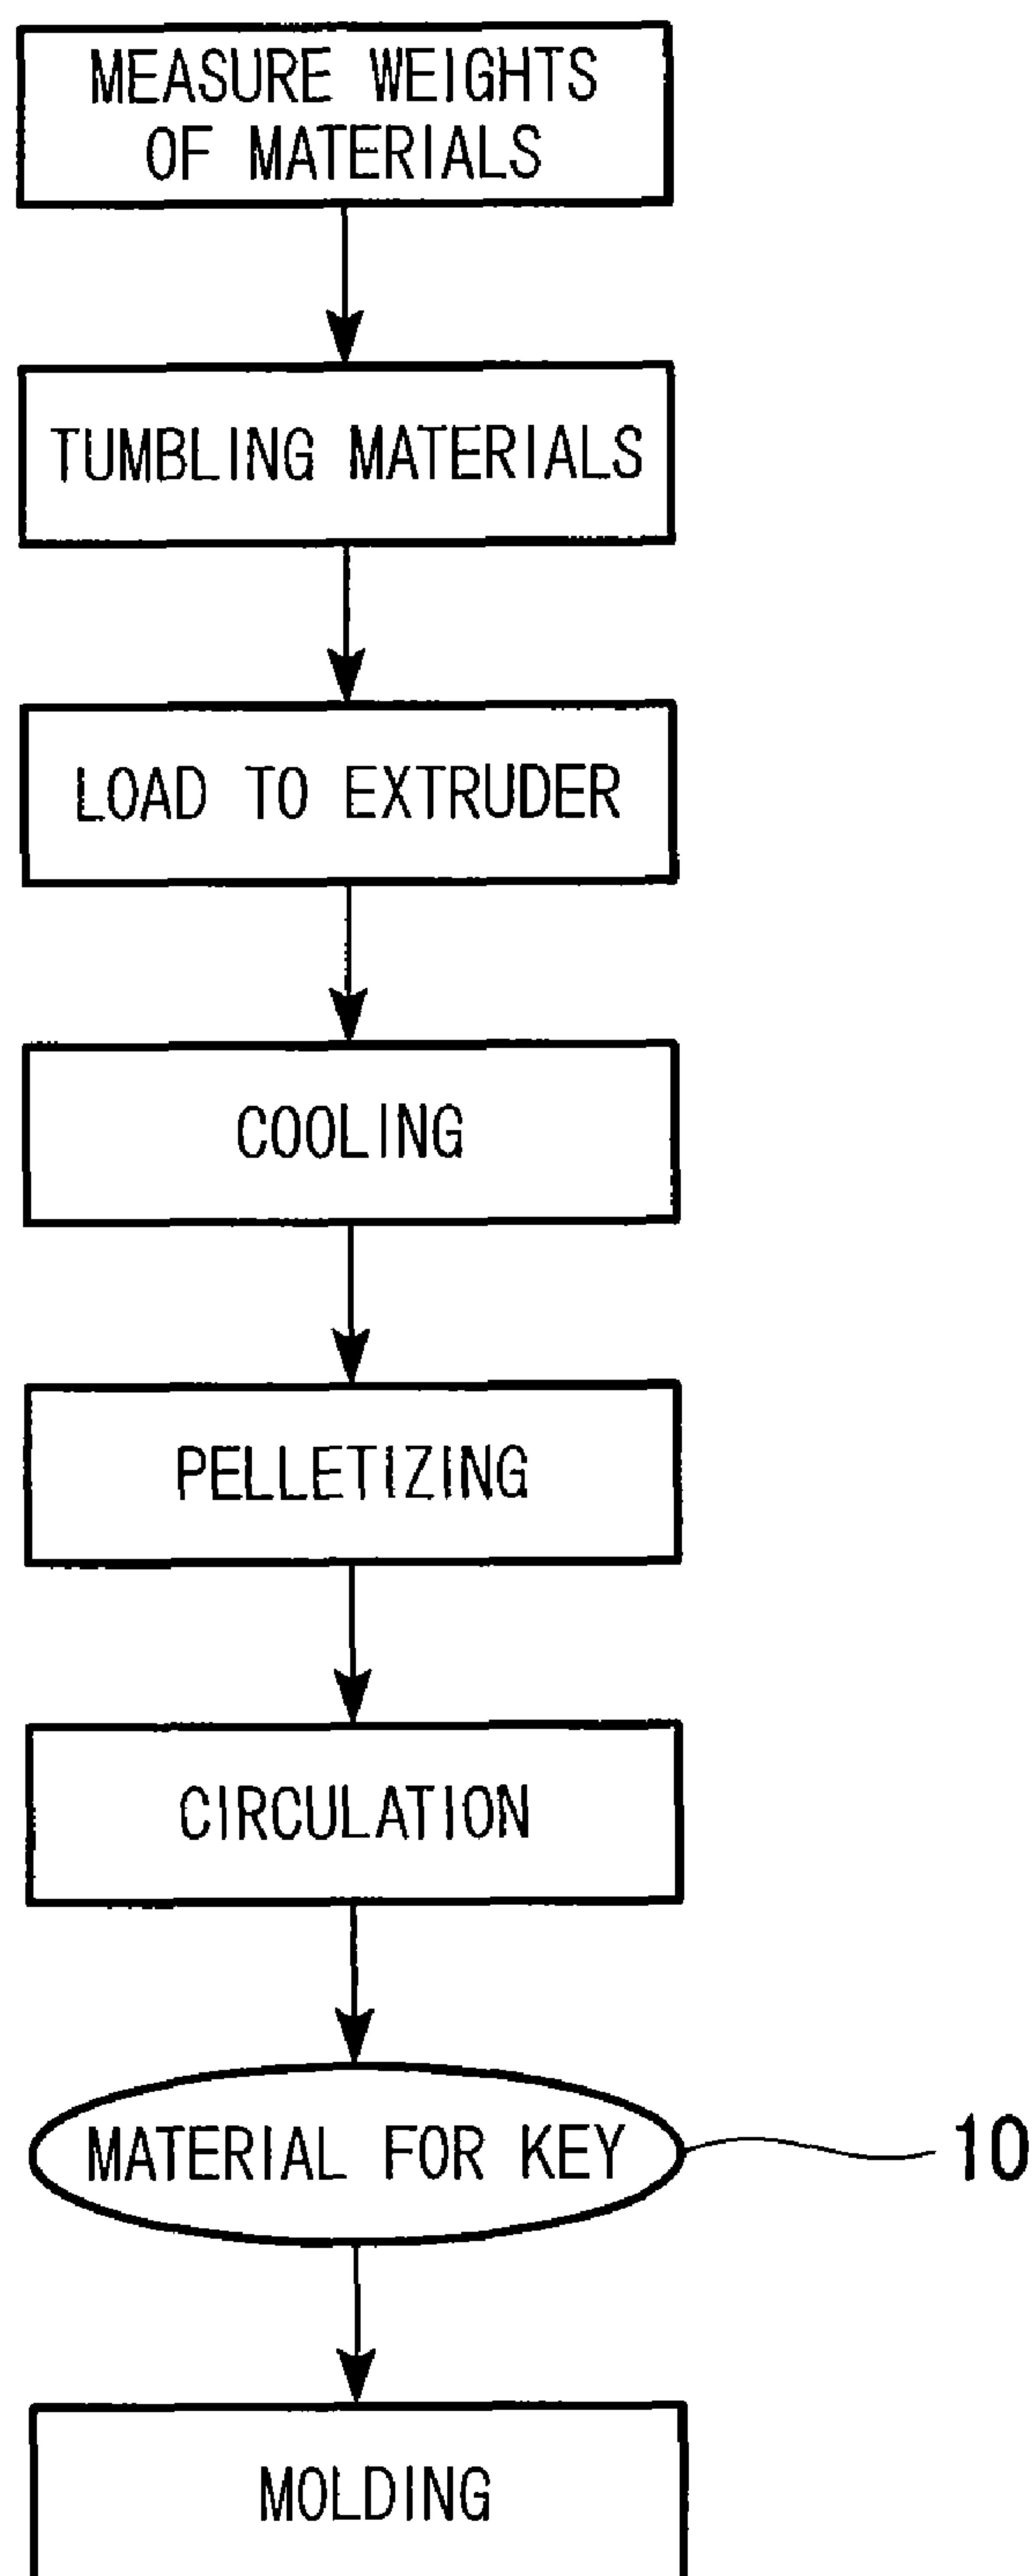 MEASURE WEIGHTS
OF MATERIALS
TUMBLING MATERIALS
LOAD TO EXTRUDER
COOLING
PELLETIZING
CIRCULATION
MATERIAL FOR KEY
10
MOLDING